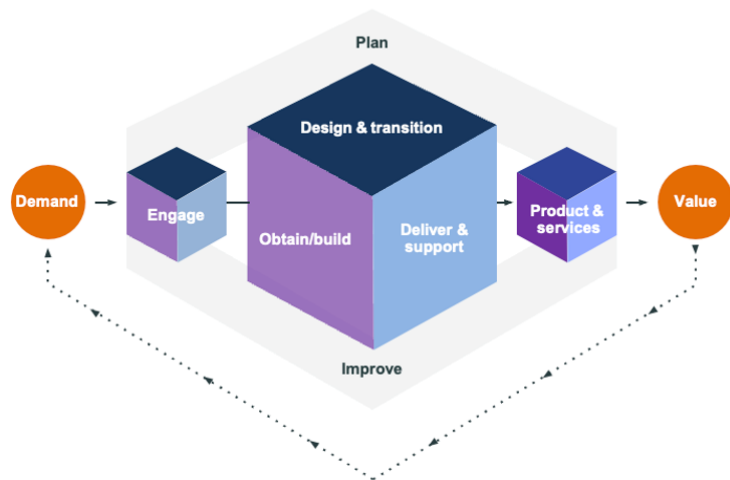 Plan
Design & transition
Demand
Engage
Obtain/build
Deliver &
support
Product &
services
Value
Improve